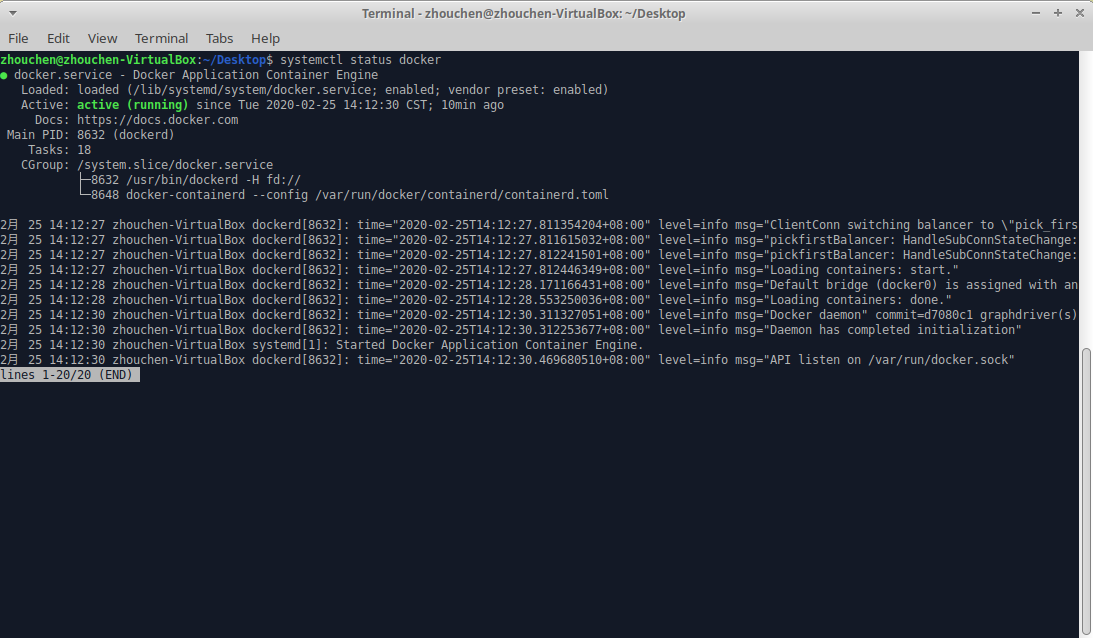 Terminal - zhouchen@zhouchen-VirtualBox: ~/Desktop
File Edit View Terminal Tabs Help
zhouchen@zhouchen-VirtualBox:~/Desktop$ systemctl status docker
● docker.service - Docker Application Container Engine
Loaded: loaded (/lib/systemd/system/docker.service; enabled; vendor preset: enabled)
Active: active (running) since Tue 2020-02-25 14:12:30 CST; 10min ago
Docs: https://docs.docker.com
Main PID: 8632 (dockerd)
Tasks: 18
CGroup: /system.slice/docker.service
├─8632 /usr/bin/dockerd -H fd://
└─8648 docker-containerd --config /var/run/docker/containerd/containerd.toml
2月 25 14:12:27 zhouchen-VirtualBox dockerd[8632]: time="2020-02-25T14:12:27.811354204+08:00" level=info msg="ClientConn switching balancer to \"pick_firs
2月 25 14:12:27 zhouchen-VirtualBox dockerd[8632]: time="2020-02-25T14:12:27.811615032+08:00" level=info msg="pickfirstBalancer: HandleSubConnStateChange:
2月 25 14:12:27 zhouchen-VirtualBox dockerd[8632]: time="2020-02-25T14:12:27.812241501+08:00" level=info msg="pickfirstBalancer: HandleSubConnStateChange:
2月 25 14:12:27 zhouchen-VirtualBox dockerd[8632]: time="2020-02-25T14:12:27.812446349+08:00" level=info msg="Loading containers: start."
2月 25 14:12:28 zhouchen-VirtualBox dockerd[8632]: time="2020-02-25T14:12:28.171166431+08:00" level=info msg="Default bridge (docker0) is assigned with an
2月 25 14:12:28 zhouchen-VirtualBox dockerd[8632]: time="2020-02-25T14:12:28.553250036+08:00" level=info msg="Loading containers: done."
2月 25 14:12:30 zhouchen-VirtualBox dockerd[8632]: time="2020-02-25T14:12:30.311327051+08:00" level=info msg="Docker daemon" commit=d7080c1 graphdriver(s)
2月 25 14:12:30 zhouchen-VirtualBox dockerd[8632]: time="2020-02-25T14:12:30.312253677+08:00" level=info msg="Daemon has completed initialization"
2月 25 14:12:30 zhouchen-VirtualBox systemd[1]: Started Docker Application Container Engine.
2月 25 14:12:30 zhouchen-VirtualBox dockerd[8632]: time="2020-02-25T14:12:30.469680510+08:00" level=info msg="API listen on /var/run/docker.sock"
lines 1-20/20 (END)